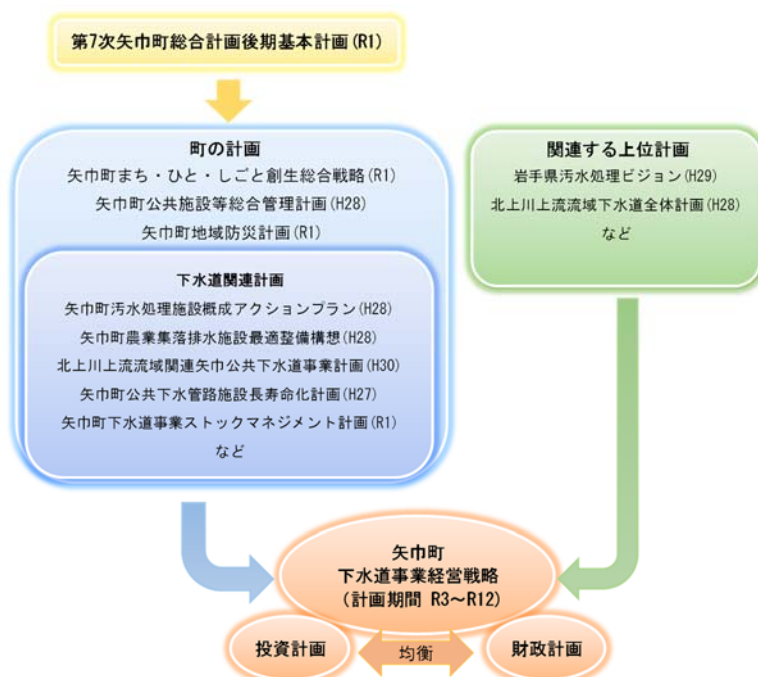 第7次矢巾町総合計画後期基本計画(R1)
町の計画
矢巾町まち・ひと・しごと創生総合戦略(R1)
矢巾町公共施設等総合管理計画(H28)
矢巾町地域防災計画(R1)
下水道関連計画
矢巾町汚水処理施設概成アクションプラン(H28)
矢巾町農業集落排水施設最適整備構想(H28)
北上川上流流域関連矢巾公共下水道事業計画(H30)
矢巾町公共下水管路施設長寿命化計画(H27)
矢巾町下水道事業ストックマネジメント計画(R1)
など
関連する上位計画
岩手県汚水処理ビジョン(H29)
北上川上流流域下水道全体計画(H28)
など
矢巾町
下水道事業経営戦略
(計画期間 R3～R12)
投資計画
均衡
財政計画